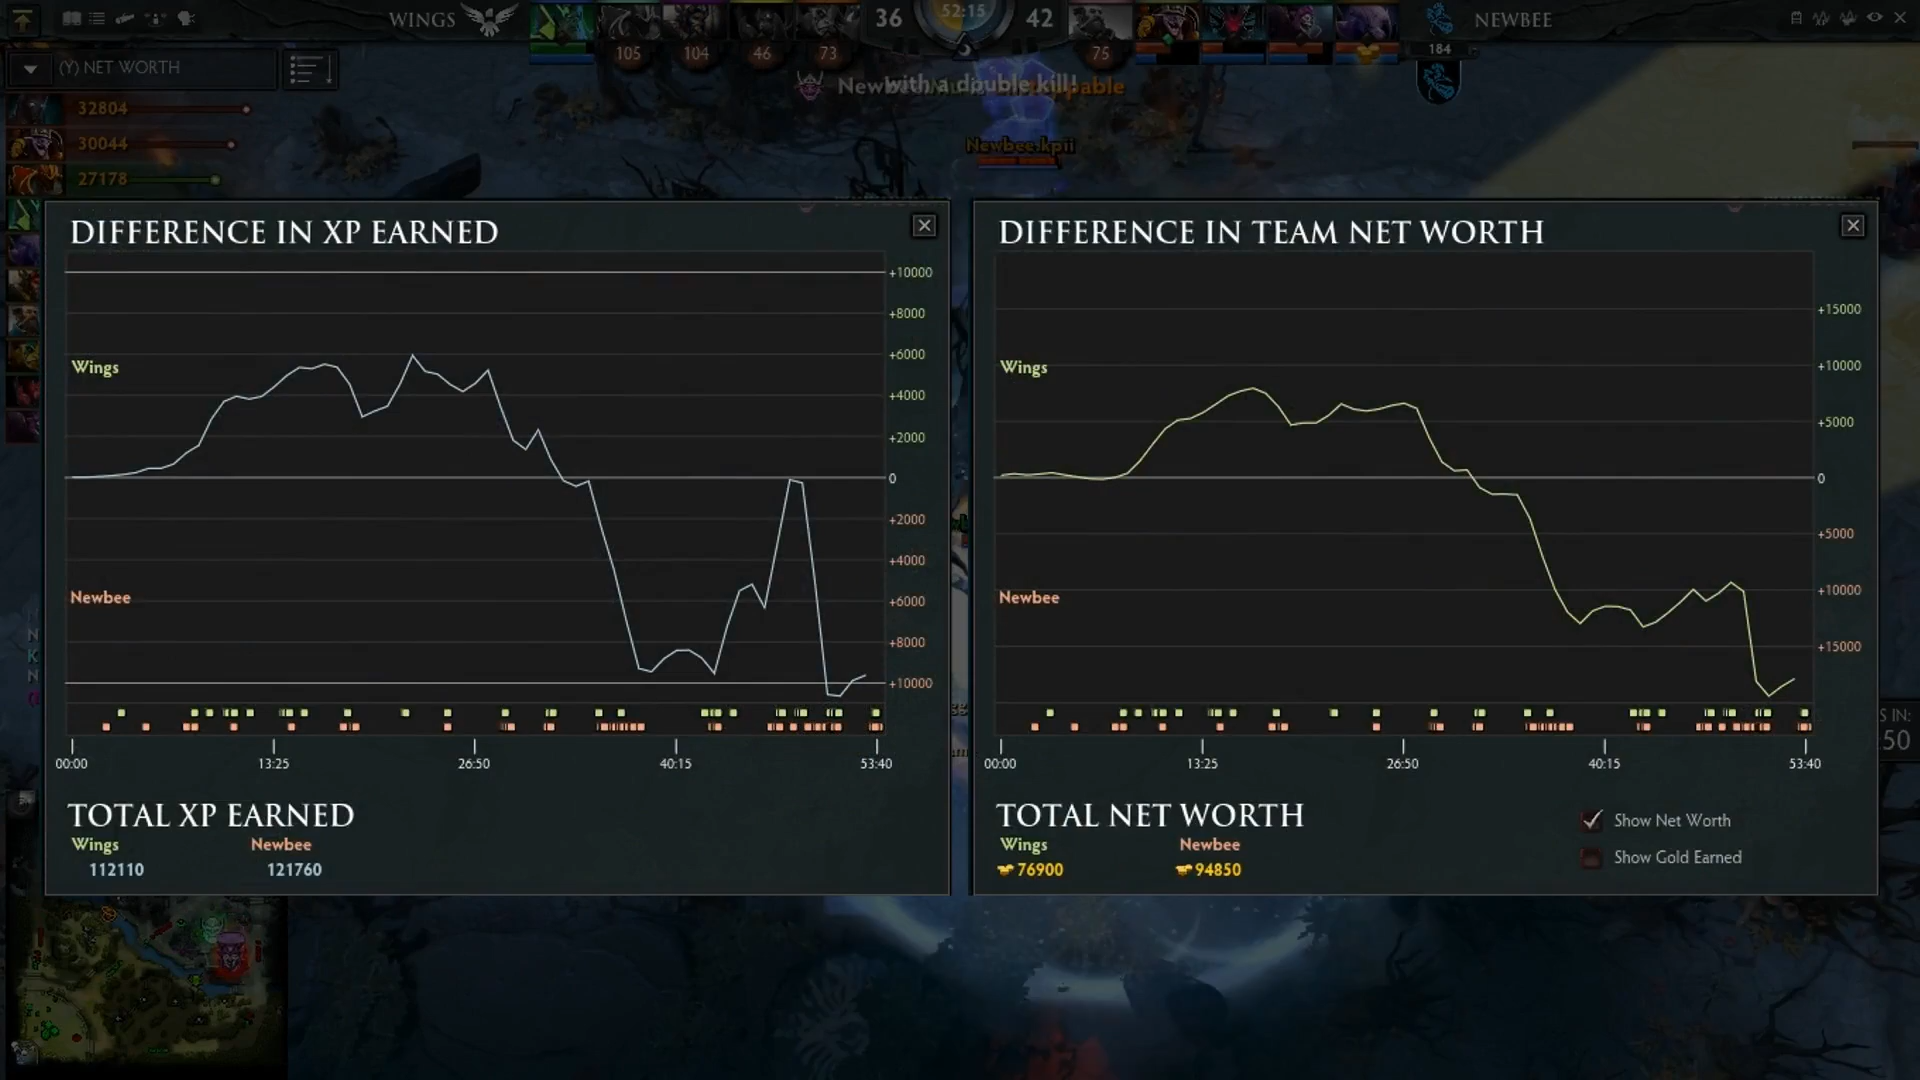 WINGS
36
52:15
42
NEWBEE
105
104
46
73
75
184
(Y) NET WORTH
with a double kill!
Newbee.kpii
32804
30044
27178
DIFFERENCE IN XP EARNED
+10000
+8000
+6000
Wings
+4000
+2000
0
+2000
+4000
Newbee
+6000
+8000
+10000
00:00
13:25
26:50
40:15
53:40
TOTAL XP EARNED
Wings
Newbee
112110
121760
DIFFERENCE IN TEAM NET WORTH
+15000
Wings
+10000
+5000
0
+5000
+10000
Newbee
+15000
00:00
13:25
26:50
40:15
53:40
TOTAL NET WORTH
Wings
Newbee
76900
94850
Show Net Worth
Show Gold Earned
S IN:
:50